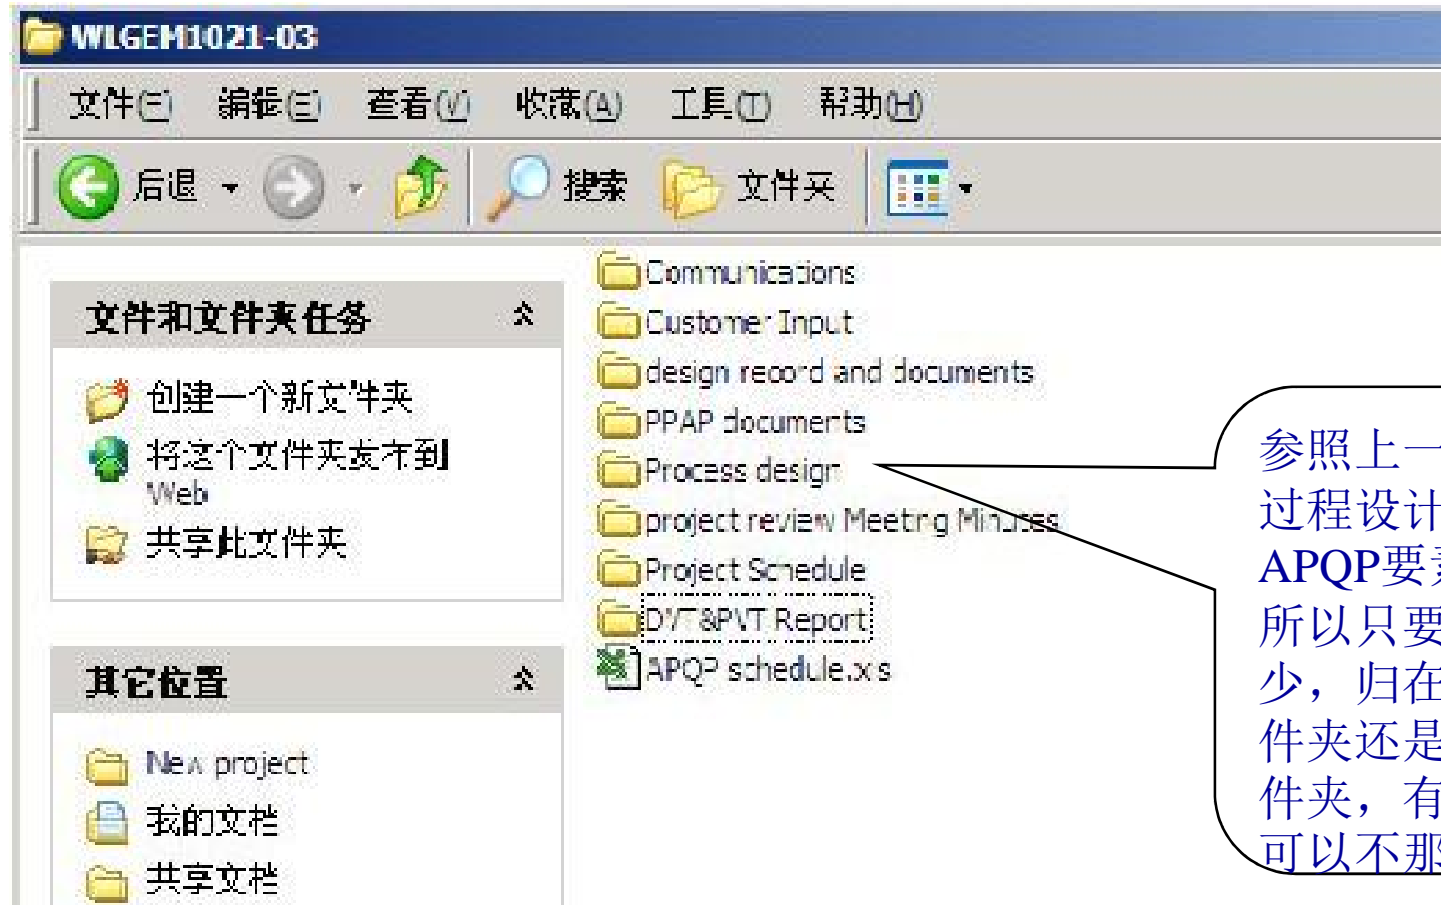 WLGEM1021-03
文件(F) 编辑(E) 查看(V) 收藏(A) 工具(T) 帮助(H)
后退 搜索 文件夹
文件和文件夹任务
创建一个新文件夹
将这个文件夹发布到
Web
共享此文件夹
其它位置
New project
我的文档
共享文档
Communications
Customer Input
design record and documents
PPAP documents
Process design
project review Meeting Minutes
Project Schedule
DVT&PVT Report
APQP schedule.xls
参照上一
过程设计
APQP要
所以只要
少，归在
件夹还是
件夹，有
可以不那